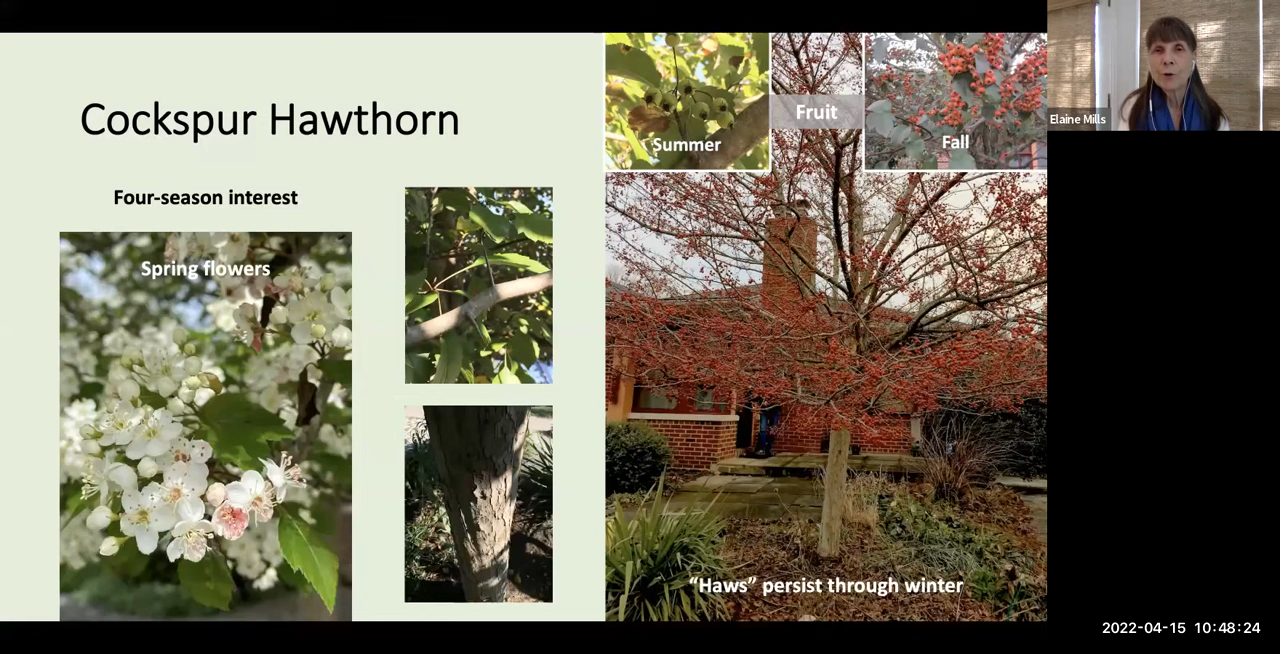 Cockspur Hawthorn
Four-season interest
Spring flowers
Summer
Fruit
Fall
“Haws” persist through winter
Elaine Mills
2022-04-15 10:48:24